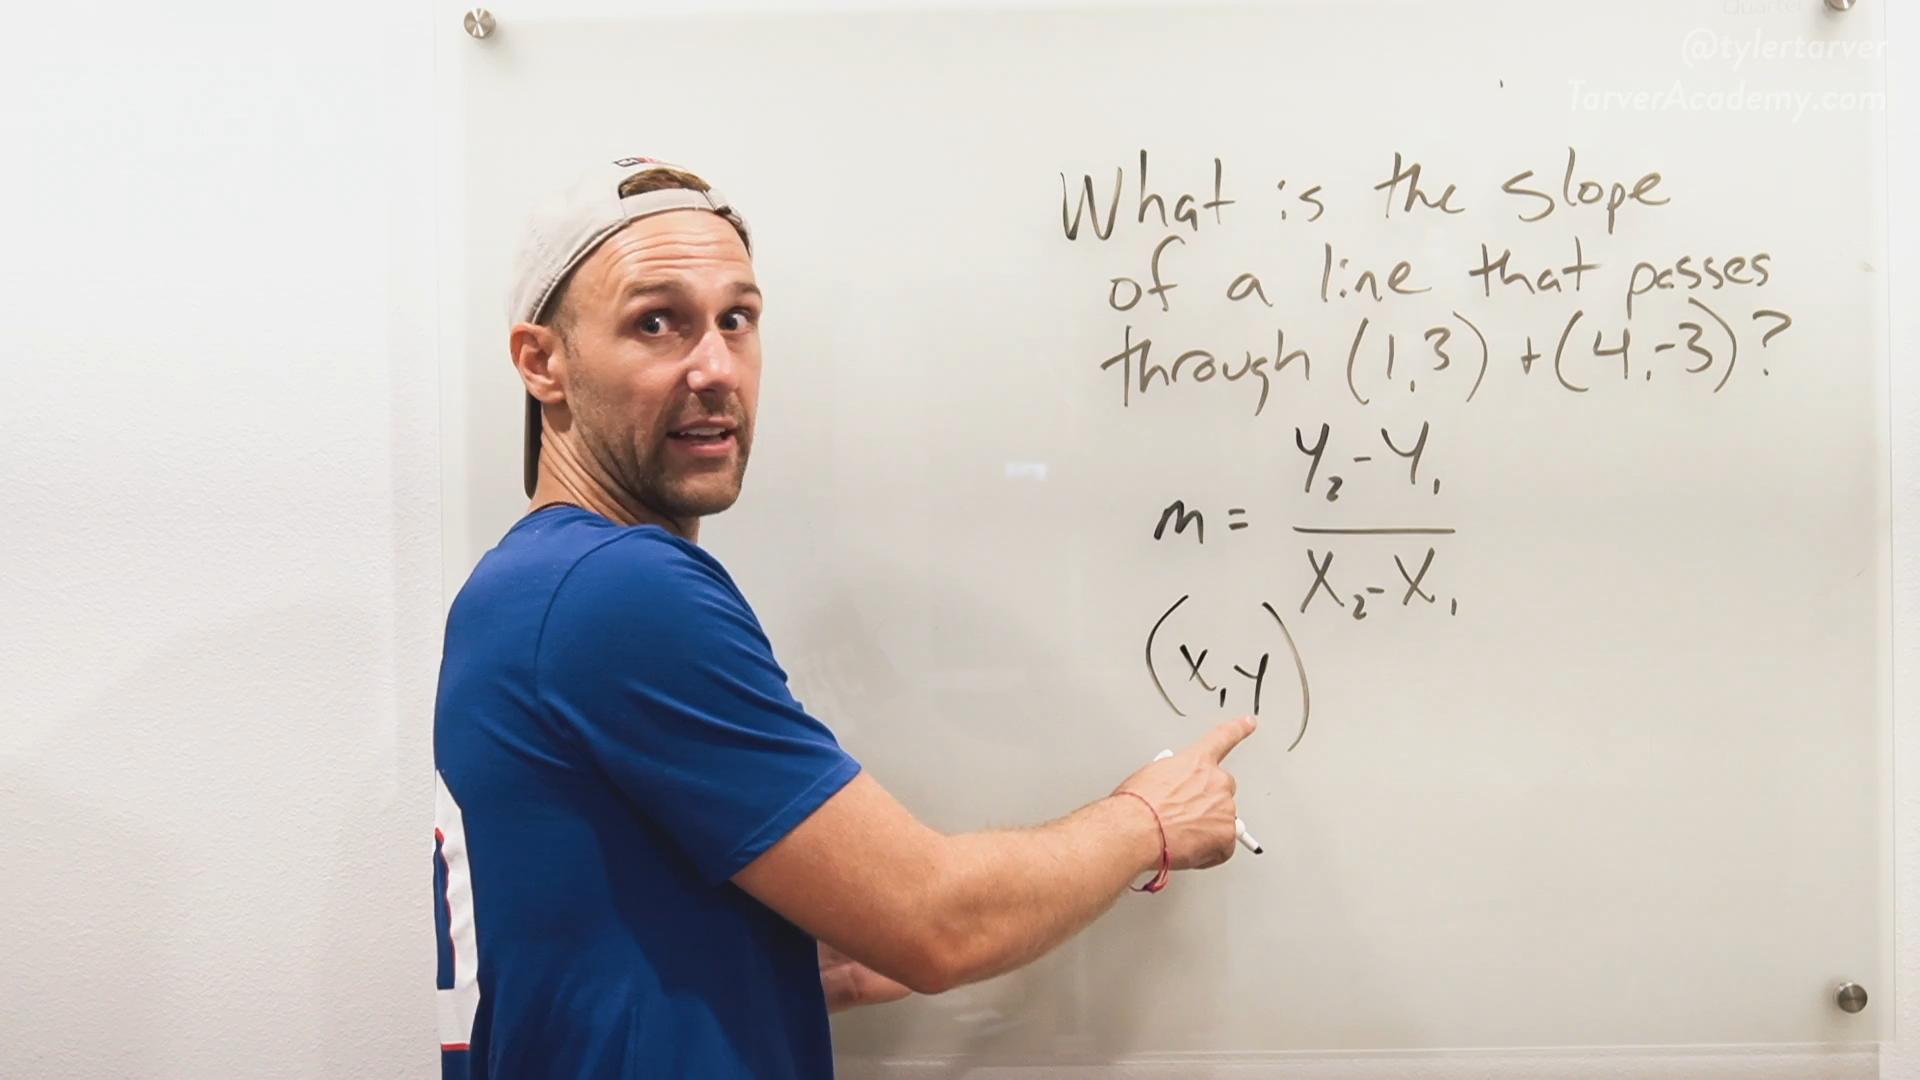 Quarter
@tylertarver
TarverAcademy.com
What is the slope
of a line that passes
through (1,3) + (4,-3)?
m = Y₂-Y₁
X₂-X₁
(x,y)